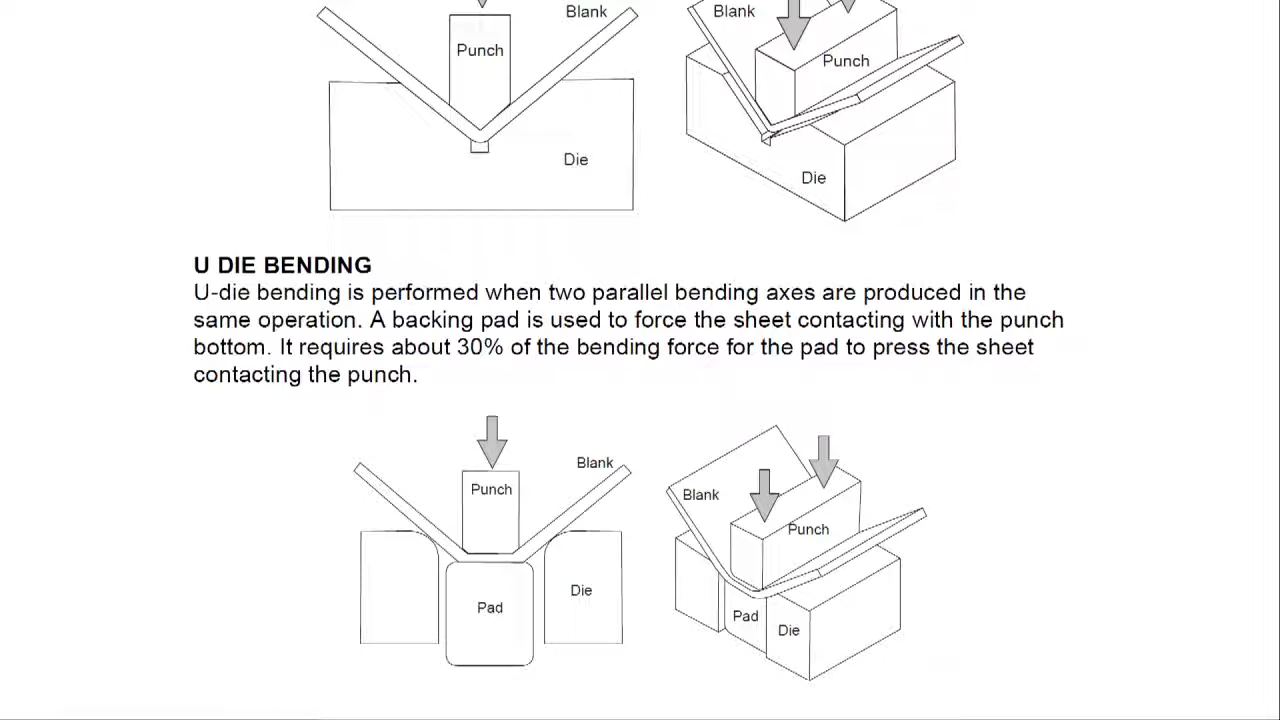 Blank
Blank
Punch
Punch
Die
Die
U DIE BENDING
U-die bending is performed when two parallel bending axes are produced in the
same operation. A backing pad is used to force the sheet contacting with the punch
bottom. It requires about 30% of the bending force for the pad to press the sheet
contacting the punch.
Blank
Punch
Blank
Punch
Die
Pad
Pad
Die